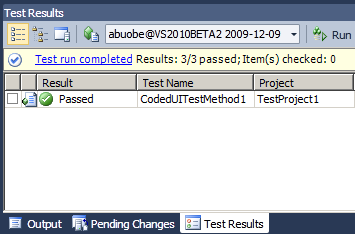 Test Results
abuobe@VS2010BETA2 2009-12-09 Run
Test run completed Results: 3/3 passed; Item(s) checked: 0
Result Test Name Project
Passed CodedUITestMethod1 TestProject1
Output Pending Changes Test Results